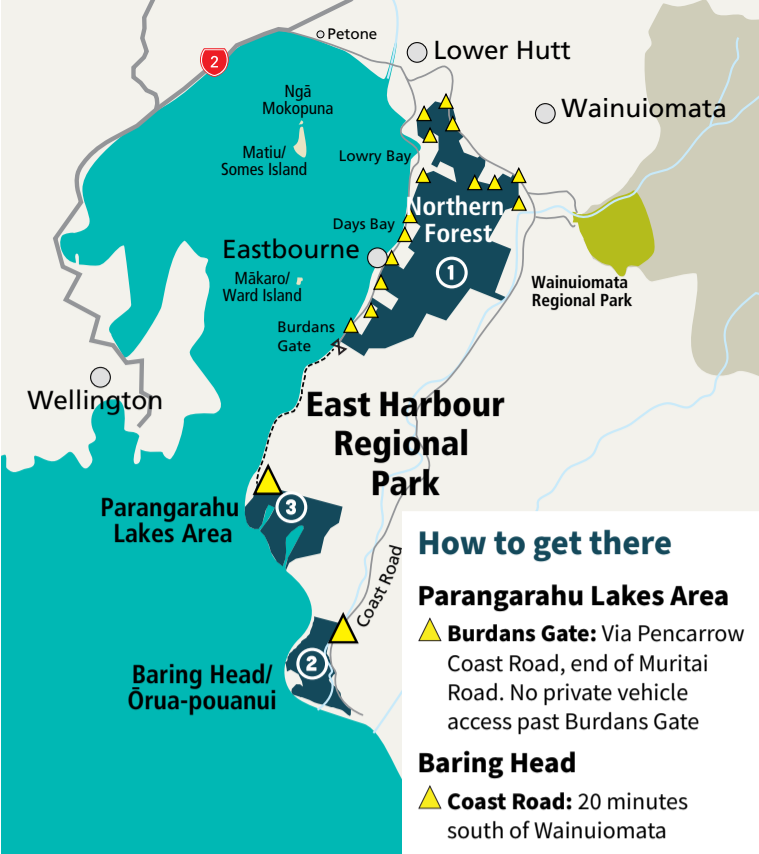 Petone
2
Lower Hutt
Ngā
Mokopuna
Wainuiomata
Matiu/
Somes Island
Lowry Bay
Northern
Forest
Days Bay
Eastbourne
1
Mākaro/
Ward Island
Wainuiomata
Regional Park
Burdans
Gate
Wellington
East Harbour
Regional
Park
Parangarahu
Lakes Area
3
Coast Road
Baring Head/
Ōrua-pouanui
2
How to get there
Parangarahu Lakes Area
Burdans Gate: Via Pencarrow
Coast Road, end of Muritai
Road. No private vehicle
access past Burdans Gate
Baring Head
Coast Road: 20 minutes
south of Wainuiomata